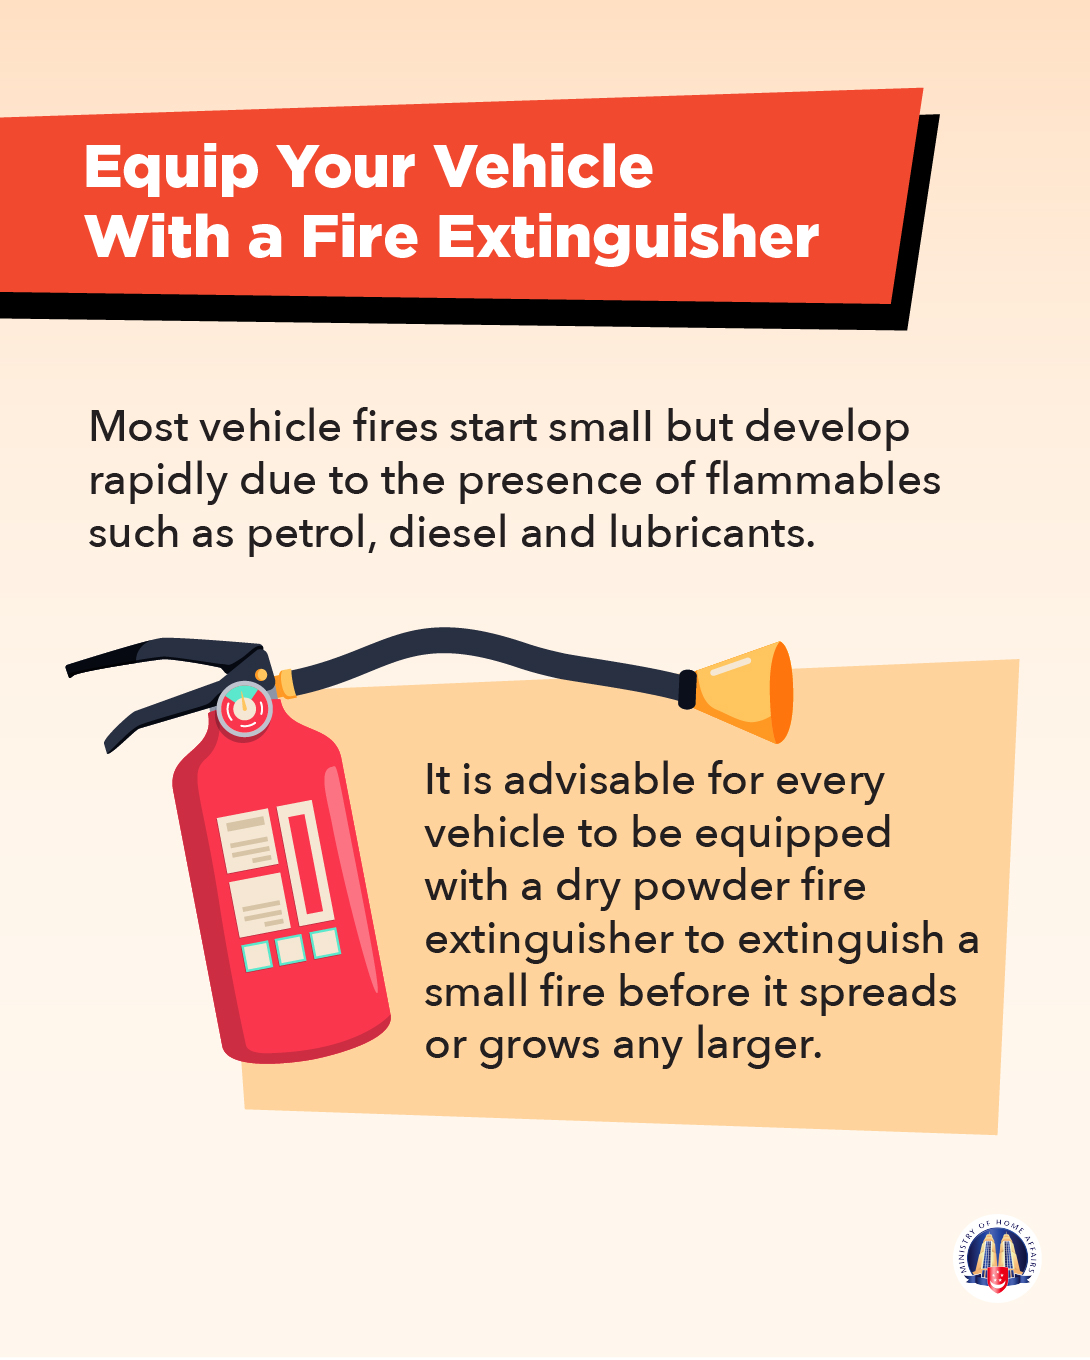 Equip Your Vehicle
With a Fire Extinguisher
Most vehicle fires start small but develop
rapidly due to the presence of flammables
such as petrol, diesel and lubricants.
It is advisable for every
vehicle to be equipped
with a dry powder fire
extinguisher to extinguish a
small fire before it spreads
or grows any larger.
MINISTRY OF HOME AFFAIRS